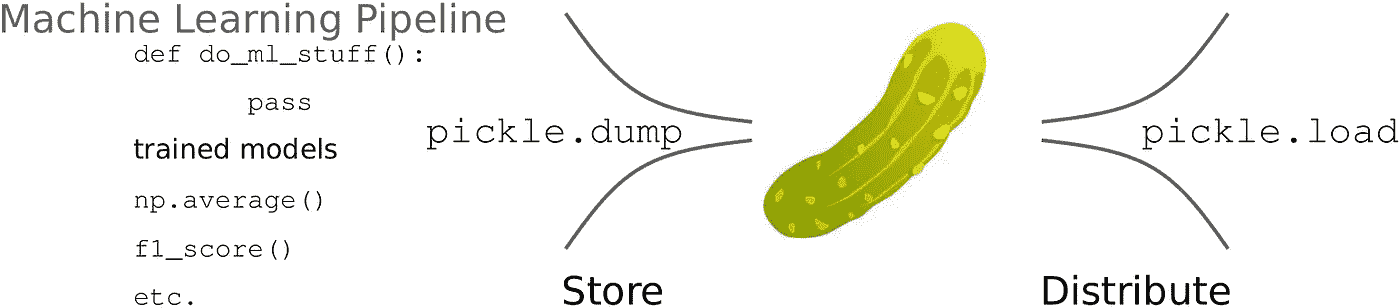 Machine Learning Pipeline
def do_ml_stuff():
pass
trained models
np.average()
f1_score()
etc.
pickle.dump
Store
pickle.load
Distribute